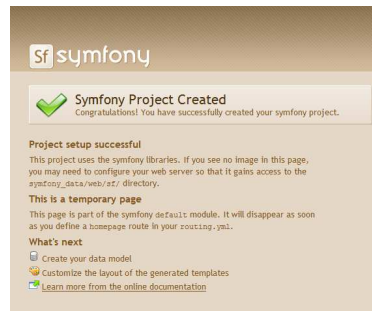 Sf symfony
Symfony Project Created
Congratulations! You have successfully created your symfony project.
Project setup successful
This project uses the symfony libraries. If you see no image in this page,
you may need to configure your web server so that it gains access to the
symfony_data/web/sf/ directory.
This is a temporary page
This page is part of the symfony default module. It will disappear as soon
as you define a homepage route in your routing.yml.
What's next
Create your data model
Customize the layout of the generated templates
Learn more from the online documentation